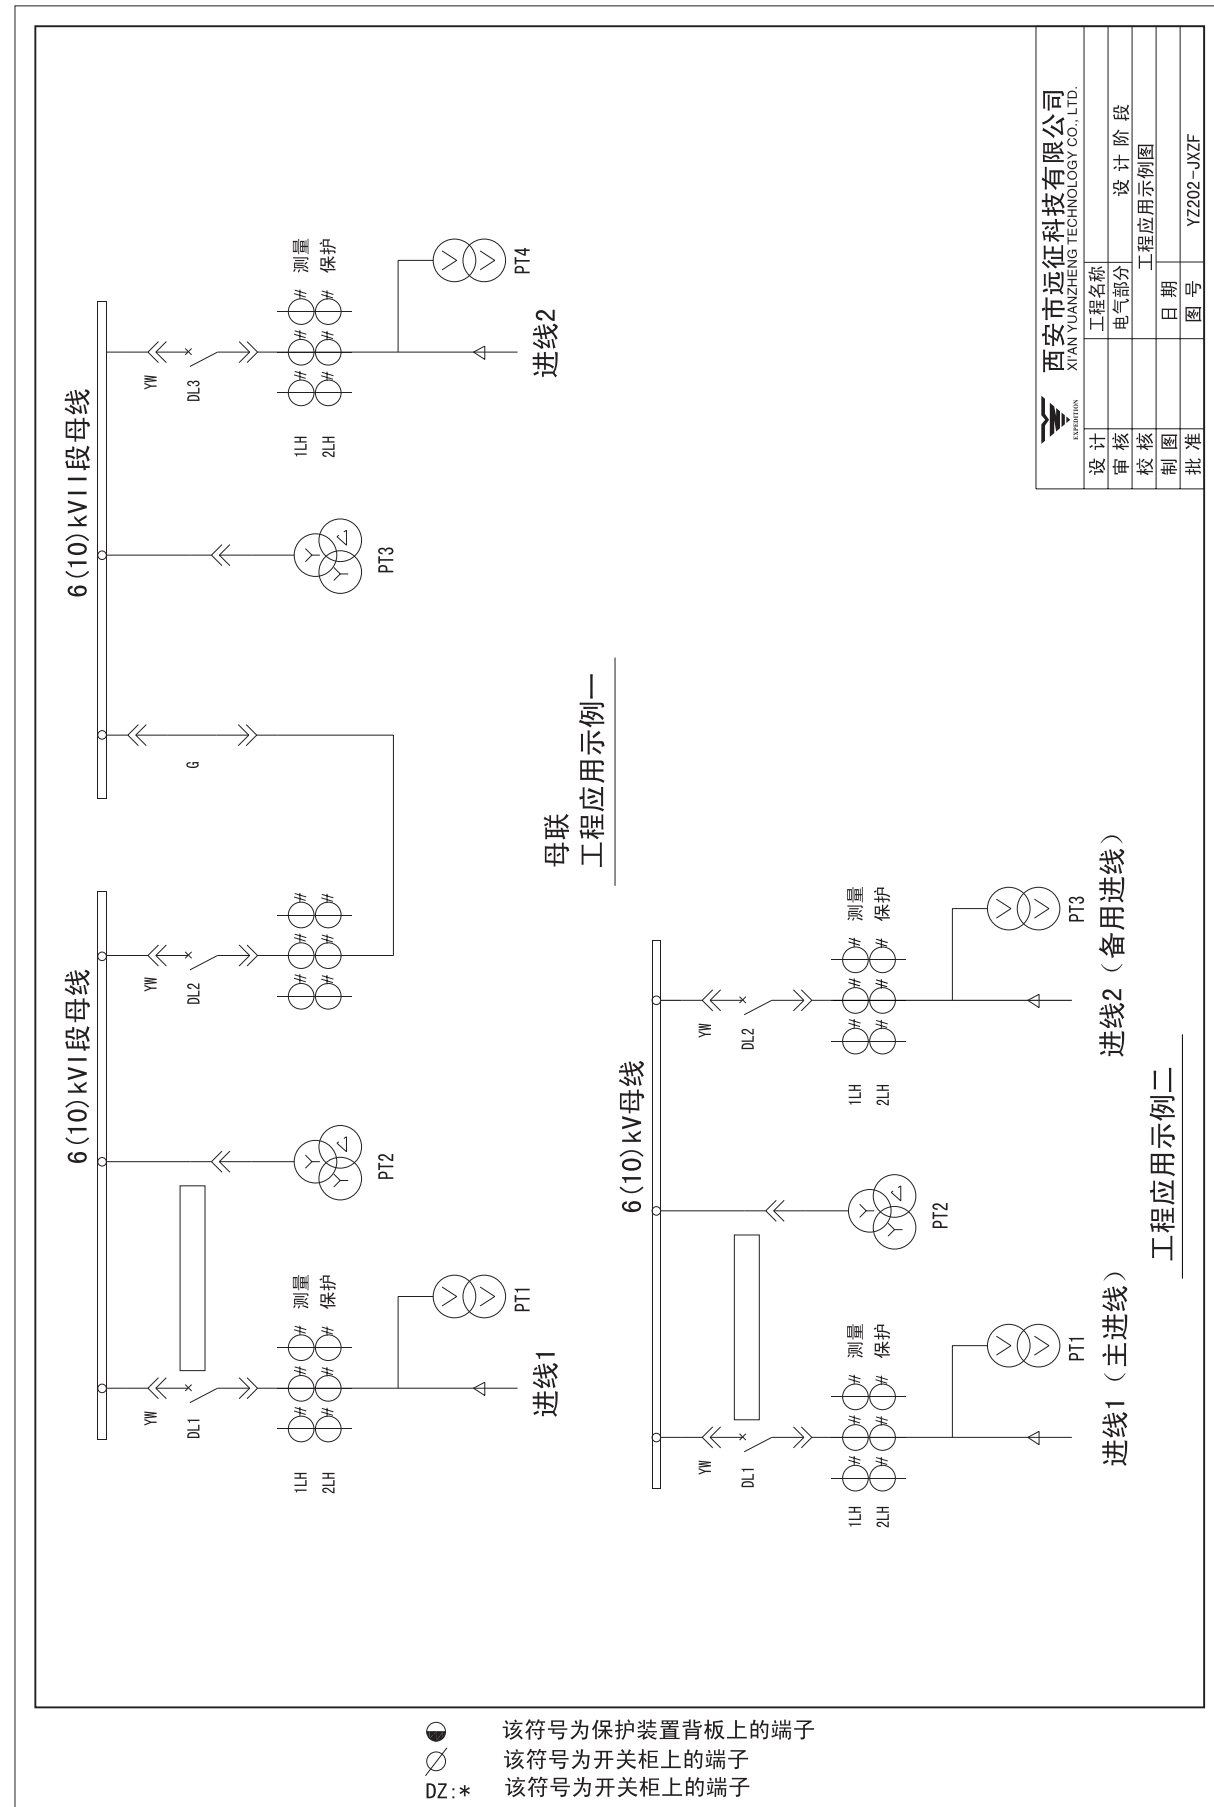 6(10)kVI段母线
6(10)kVII段母线
YW
DL1
测量
保护
1LH
2LH
PT1
进线1
PT2
YW
DL2
G
PT3
YW
DL3
测量
保护
1LH
2LH
PT4
进线2
母联
工程应用示例一
6(10)kV母线
YW
DL1
测量
保护
1LH
2LH
PT1
进线1（主进线）
PT2
YW
DL2
测量
保护
1LH
2LH
PT3
进线2（备用进线）
工程应用示例二
EXPEDITION
西安市远征科技有限公司
XI'AN YUANZHENG TECHNOLOGY CO., LTD.
设计 工程名称
审核 电气部分 设计阶段
校核 工程应用示例图
制图 日期
批准 图号 YZ202-JXZF
该符号为保护装置背板上的端子
该符号为开关柜上的端子
DZ:* 该符号为开关柜上的端子